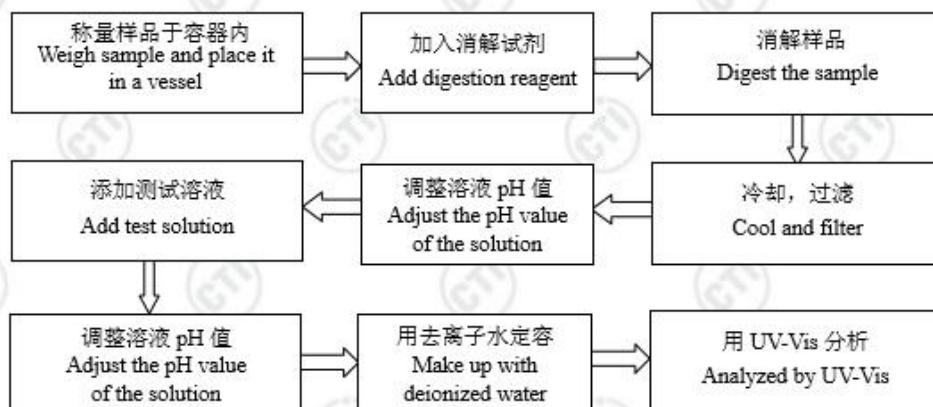 称量样品于容器内
Weigh sample and place it
in a vessel
加入消解试剂
Add digestion reagent
消解样品
Digest the sample
冷却，过滤
Cool and filter
调整溶液 pH 值
Adjust the pH value
of the solution
添加测试溶液
Add test solution
调整溶液 pH 值
Adjust the pH value
of the solution
用去离子水定容
Make up with
deionized water
用 UV-Vis 分析
Analyzed by UV-Vis
CTI